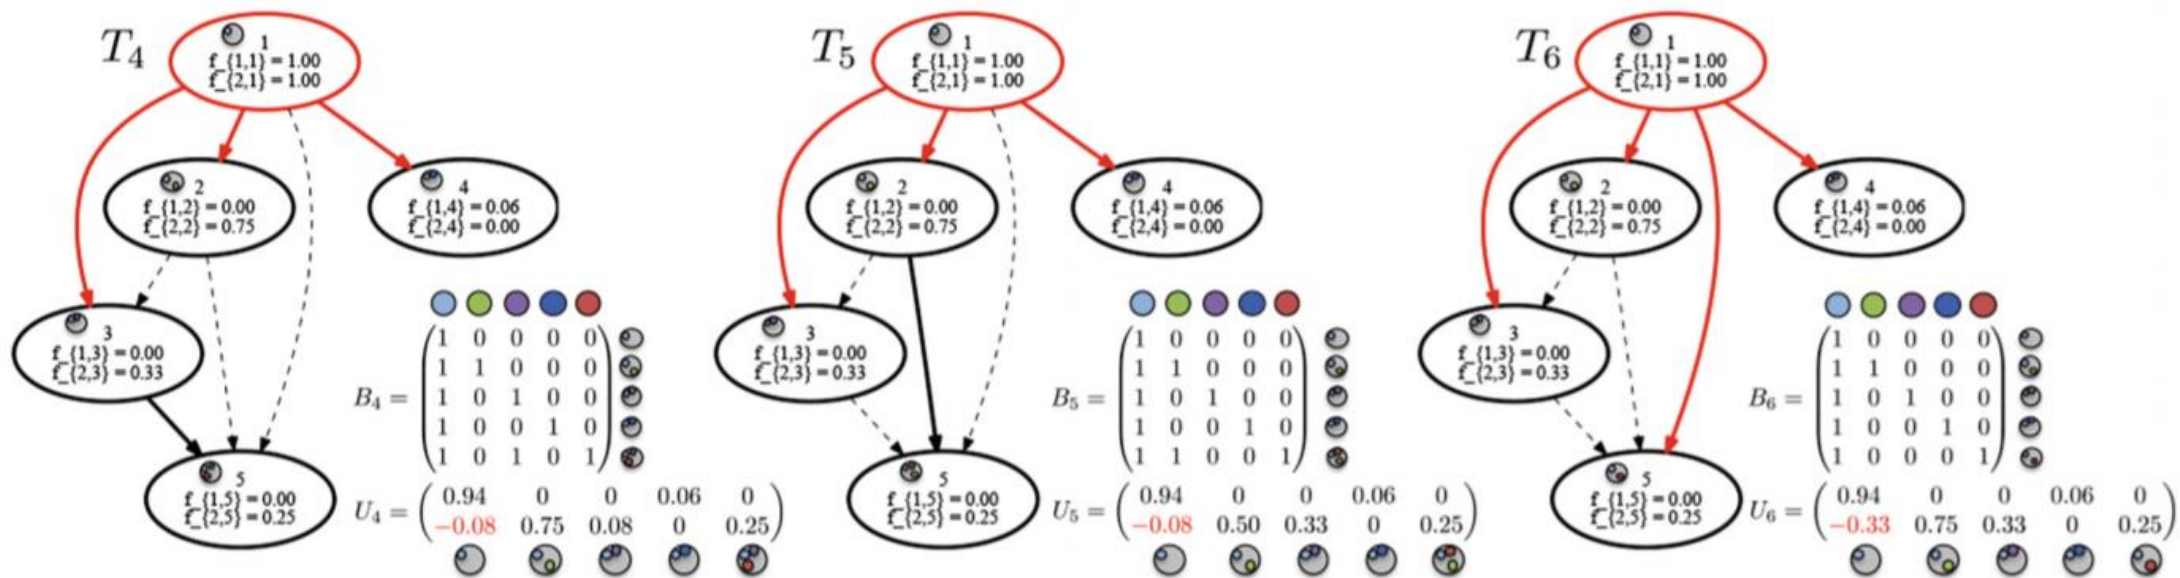 T4
1
f_{1,1} = 1.00
f_{2,1} = 1.00
2
f_{1,2} = 0.00
f_{2,2} = 0.75
4
f_{1,4} = 0.06
f_{2,4} = 0.00
3
f_{1,3} = 0.00
f_{2,3} = 0.33
5
f_{1,5} = 0.00
f_{2,5} = 0.25
B4 =
1 0 0 0 0
1 1 0 0 0
1 0 1 0 0
1 0 0 1 0
1 0 1 0 1
U4 =
0.94 0 0 0.06 0
−0.08 0.75 0.08 0 0.25
T5
1
f_{1,1} = 1.00
f_{2,1} = 1.00
2
f_{1,2} = 0.00
f_{2,2} = 0.75
4
f_{1,4} = 0.06
f_{2,4} = 0.00
3
f_{1,3} = 0.00
f_{2,3} = 0.33
5
f_{1,5} = 0.00
f_{2,5} = 0.25
B5 =
1 0 0 0 0
1 1 0 0 0
1 0 1 0 0
1 0 0 1 0
1 1 0 0 1
U5 =
0.94 0 0 0.06 0
−0.08 0.50 0.33 0 0.25
T6
1
f_{1,1} = 1.00
f_{2,1} = 1.00
2
f_{1,2} = 0.00
f_{2,2} = 0.75
4
f_{1,4} = 0.06
f_{2,4} = 0.00
3
f_{1,3} = 0.00
f_{2,3} = 0.33
5
f_{1,5} = 0.00
f_{2,5} = 0.25
B6 =
1 0 0 0 0
1 1 0 0 0
1 0 1 0 0
1 0 0 1 0
1 0 0 0 1
U6 =
0.94 0 0 0.06 0
−0.33 0.75 0.33 0 0.25